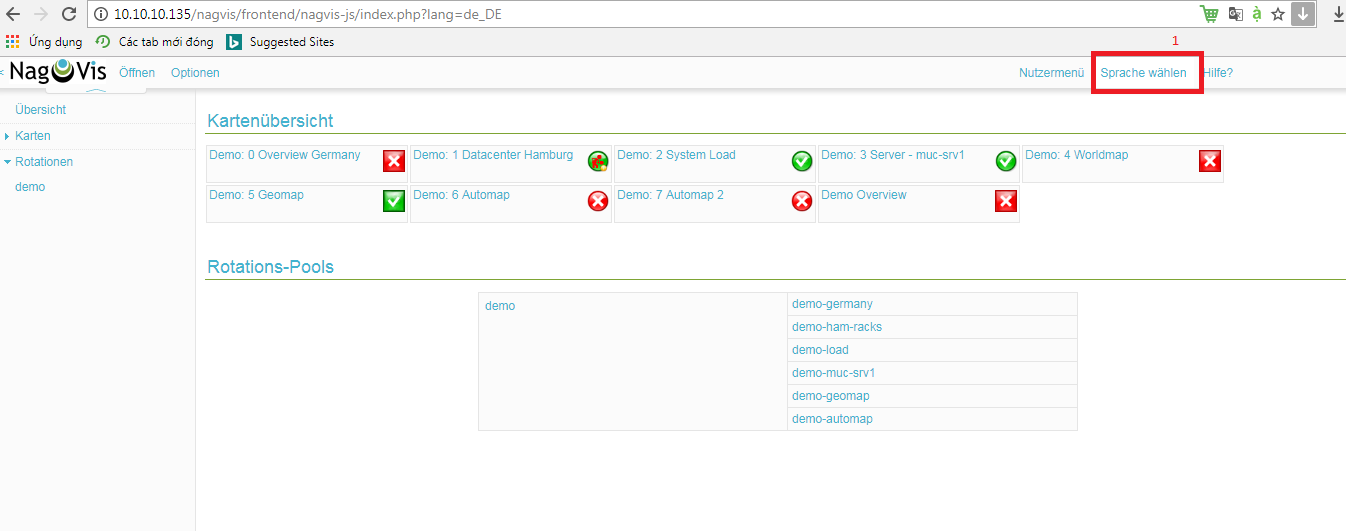 10.10.10.135/nagvis/frontend/nagvis-js/index.php?lang=de_DE
Ứng dụng Các tab mới đóng Suggested Sites
1
< NagVis Öffnen Optionen Nutzermenü Sprache wählen Hilfe?
Übersicht
Karten
Rotationen
demo
Kartenübersicht
Demo: 0 Overview Germany Demo: 1 Datacenter Hamburg Demo: 2 System Load Demo: 3 Server - muc-srv1 Demo: 4 Worldmap
Demo: 5 Geomap Demo: 6 Automap Demo: 7 Automap 2 Demo Overview
Rotations-Pools
demo
demo-germany
demo-ham-racks
demo-load
demo-muc-srv1
demo-geomap
demo-automap